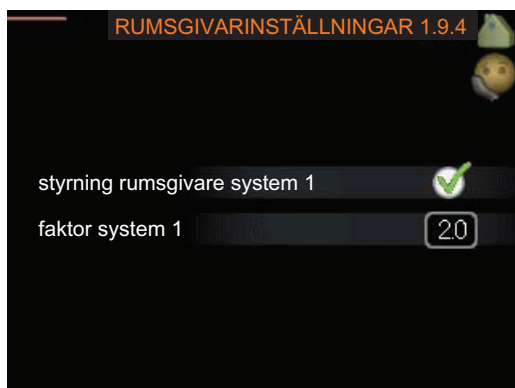 RUMSGIVARINSTÄLLNINGAR 1.9.4
styrning rumsgivare system 1
faktor system 1
2.0